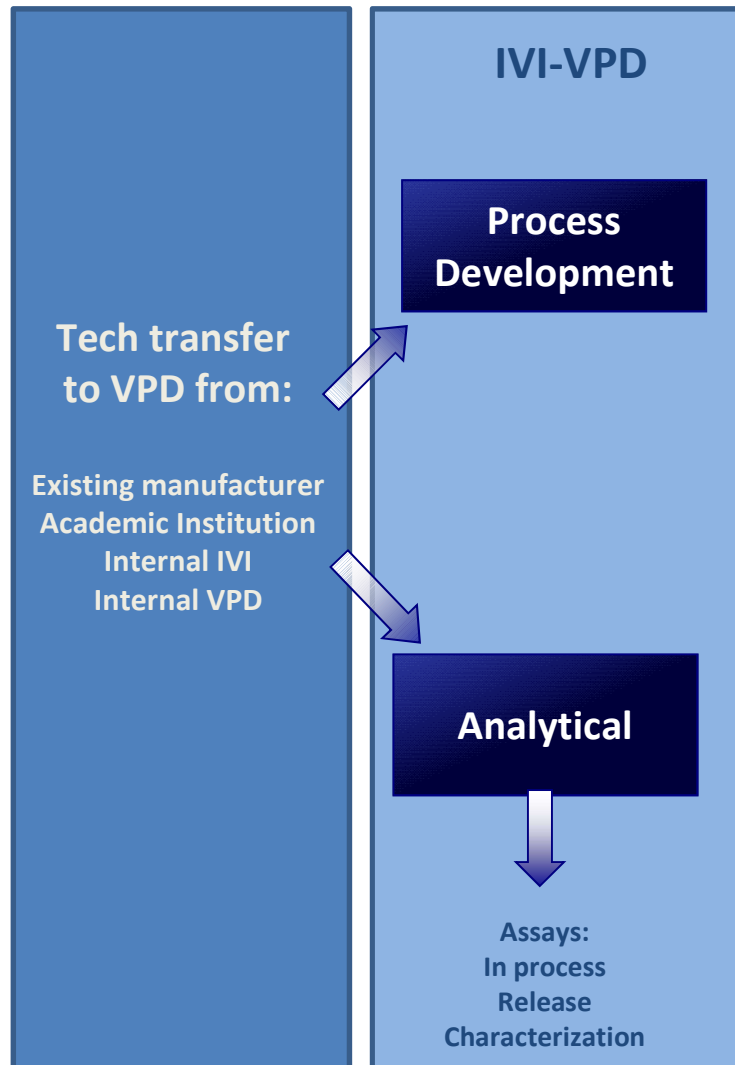 Tech transfer
to VPD from:
Existing manufacturer
Academic Institution
Internal IVI
Internal VPD
IVI-VPD
Process
Development
Analytical
Assays:
In process
Release
Characterization